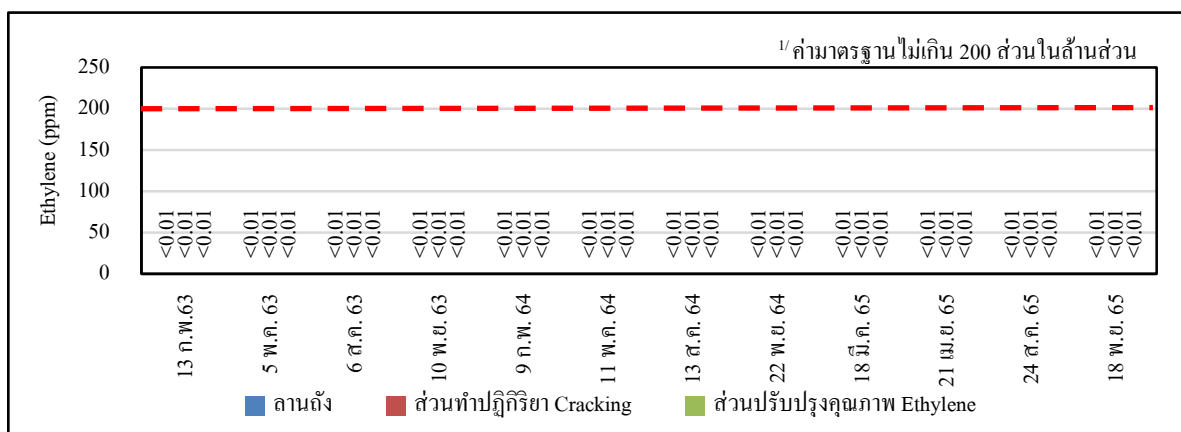 1/ ค่ามาตรฐานไม่เกิน 200 ส่วนในล้านส่วน
Ethylene (ppm)
250
200
150
100
50
0
<0.01 <0.01 <0.01 <0.01 <0.01 <0.01 <0.01 <0.01 <0.01 <0.01 <0.01 <0.01 <0.01 <0.01 <0.01 <0.01 <0.01 <0.01 <0.01 <0.01 <0.01 <0.01 <0.01 <0.01 <0.01 <0.01 <0.01 <0.01 <0.01 <0.01 <0.01 <0.01 <0.01 <0.01 <0.01 <0.01
13 ก.พ.63
5 พ.ค. 63
6 ส.ค. 63
10 พ.ย. 63
9 ก.พ. 64
11 พ.ค. 64
13 ส.ค. 64
22 พ.ย. 64
18 มี.ค. 65
21 เม.ย. 65
24 ส.ค. 65
18 พ.ย. 65
ลานถัง ส่วนทำปฏิกิริยา Cracking ส่วนปรับปรุงคุณภาพ Ethylene